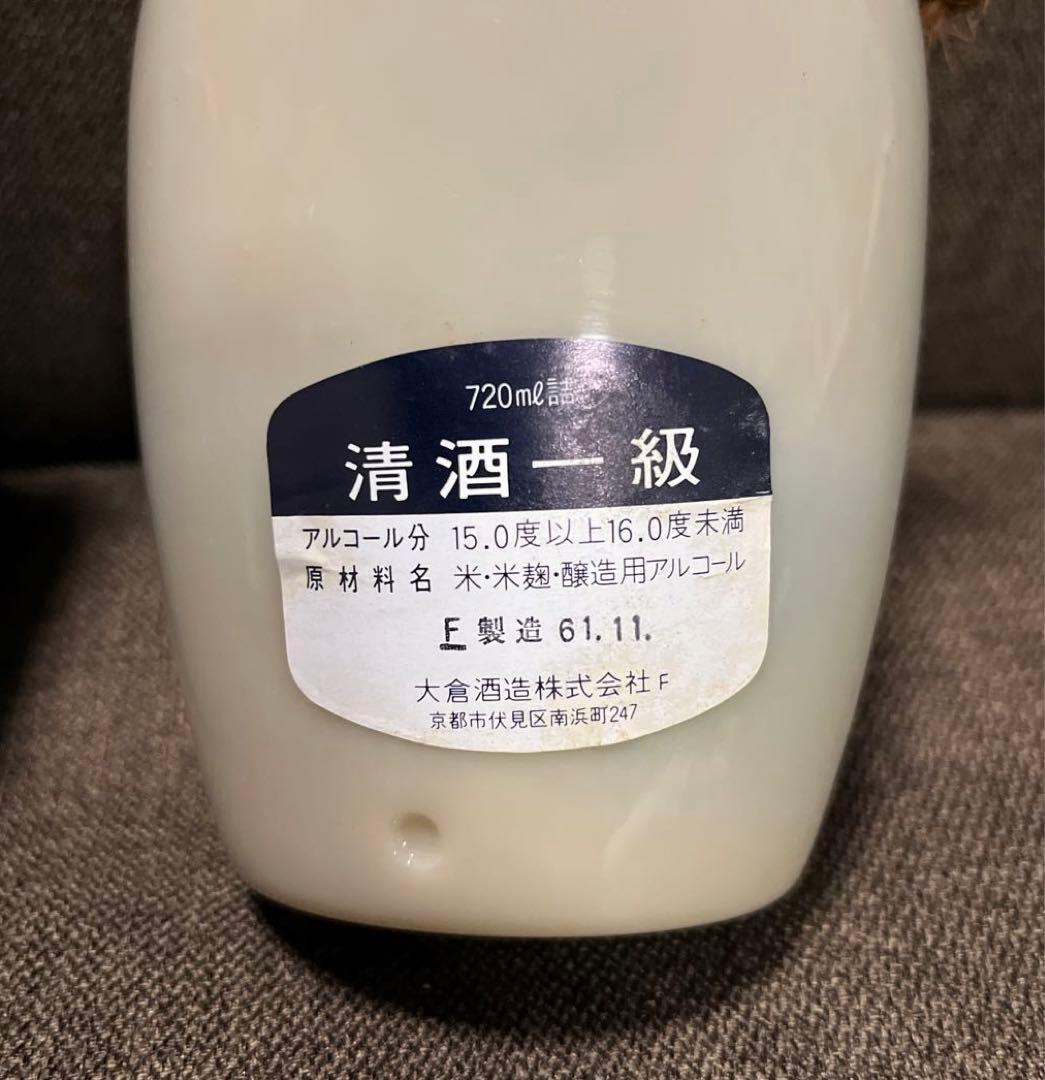 720ml詰
清酒一級
アルコール分 15.0度以上16.0度未満
原材料名 米・米麹・醸造用アルコール
F 製造 61.11.
大倉酒造株式会社 F
京都市伏見区南浜町247